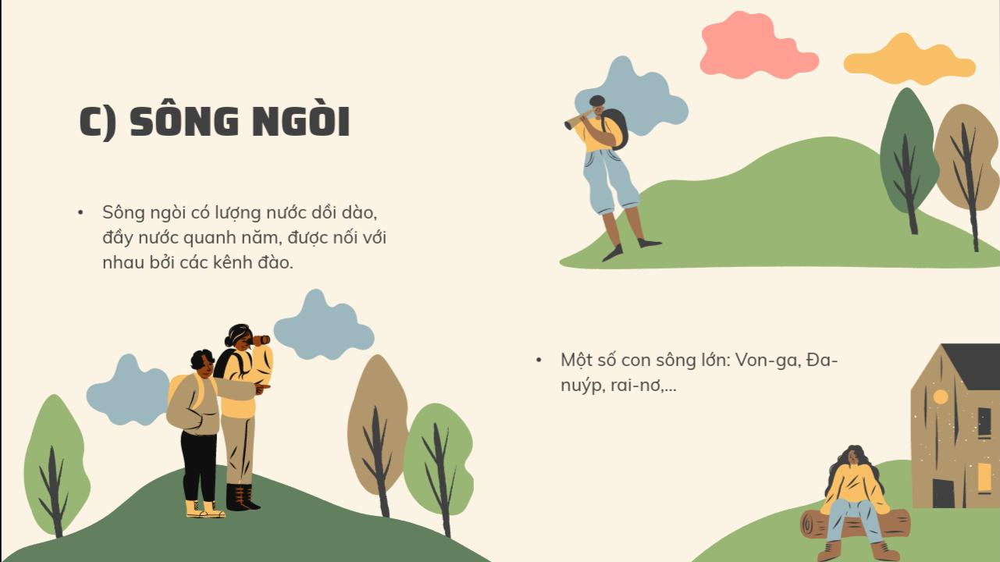 C) SÔNG NGÒI
• Sông ngòi có lượng nước dồi dào,
đầy nước quanh năm, được nối với
nhau bởi các kênh đào.
• Một số con sông lớn: Von-ga, Đa-
nuýp, rai-nơ,...